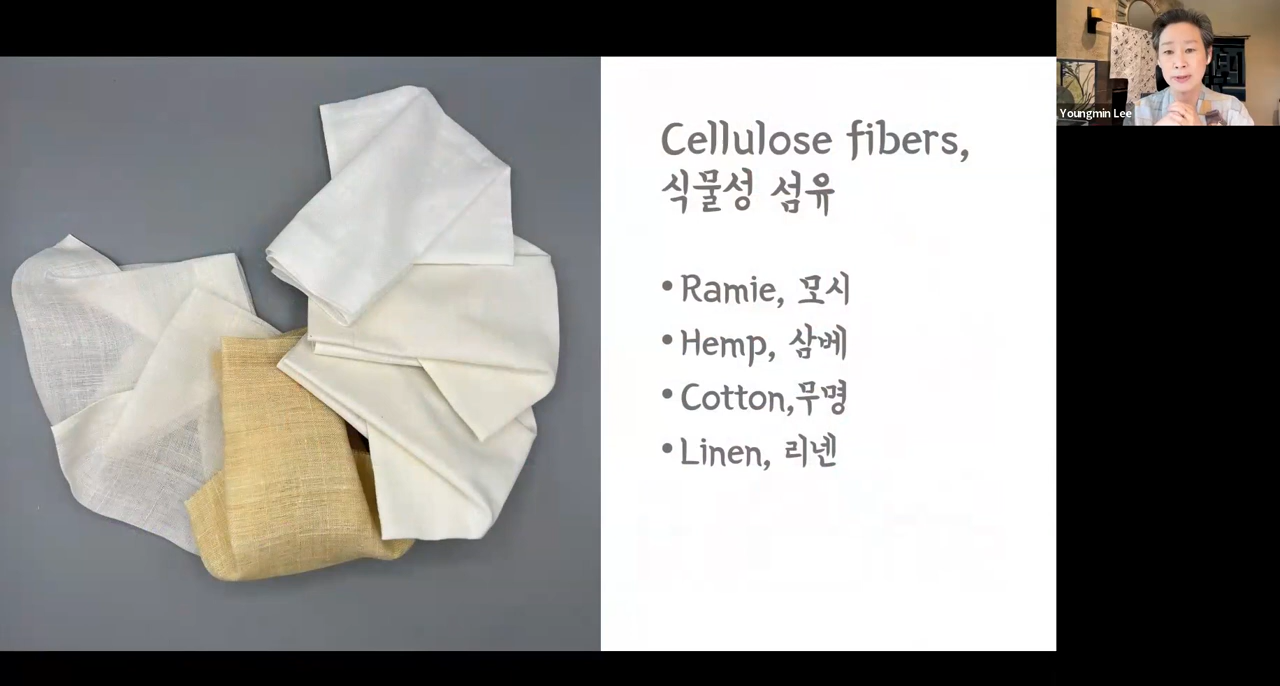 Cellulose fibers,
식물성 섬유
• Ramie, 모시
• Hemp, 삼베
• Cotton,무명
• Linen, 리넨
Youngmin Lee